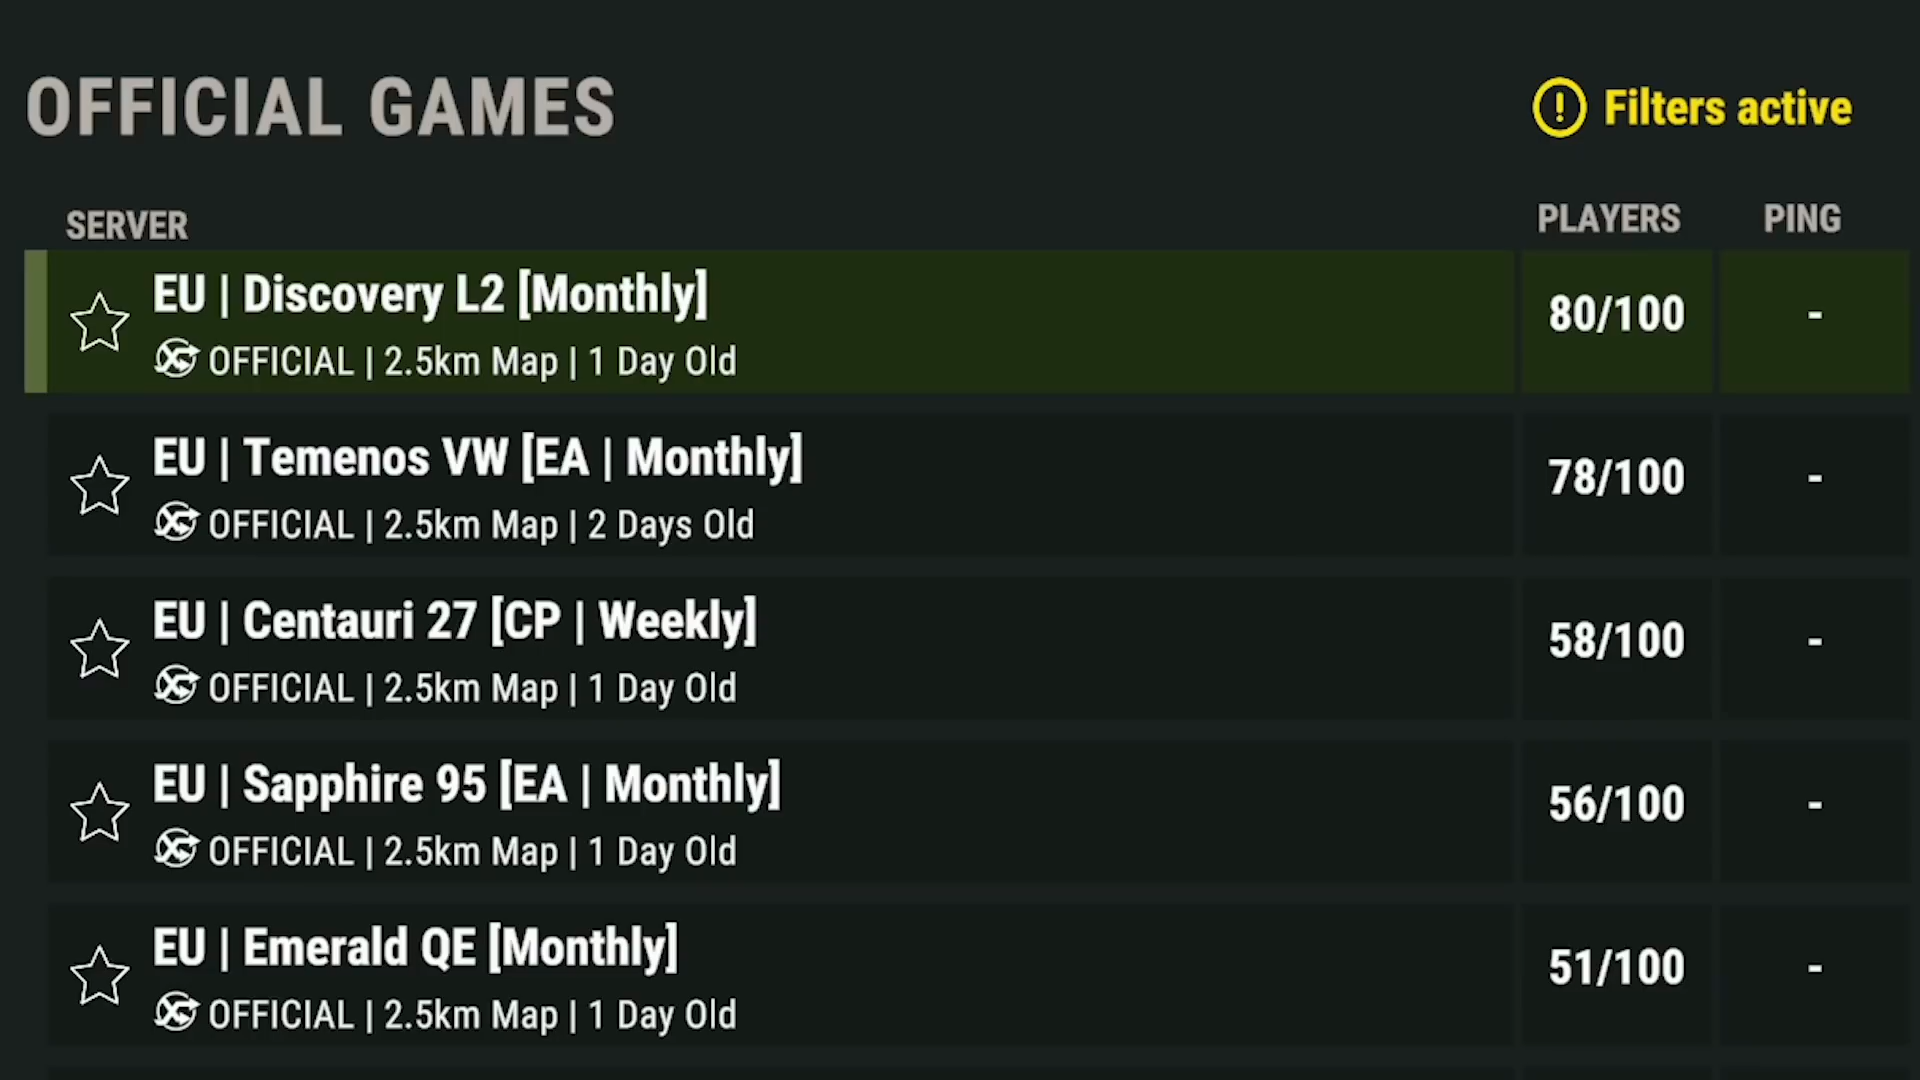 OFFICIAL GAMES
Filters active
SERVER PLAYERS PING
EU | Discovery L2 [Monthly] 80/100 -
OFFICIAL | 2.5km Map | 1 Day Old
EU | Temenos VW [EA | Monthly] 78/100 -
OFFICIAL | 2.5km Map | 2 Days Old
EU | Centauri 27 [CP | Weekly] 58/100 -
OFFICIAL | 2.5km Map | 1 Day Old
EU | Sapphire 95 [EA | Monthly] 56/100 -
OFFICIAL | 2.5km Map | 1 Day Old
EU | Emerald QE [Monthly] 51/100 -
OFFICIAL | 2.5km Map | 1 Day Old